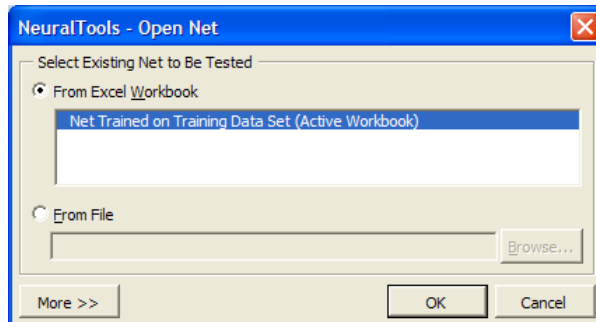 NeuralTools - Open Net
Select Existing Net to Be Tested
From Excel Workbook
Net Trained on Training Data Set (Active Workbook)
From File
Browse...
More >>
OK
Cancel